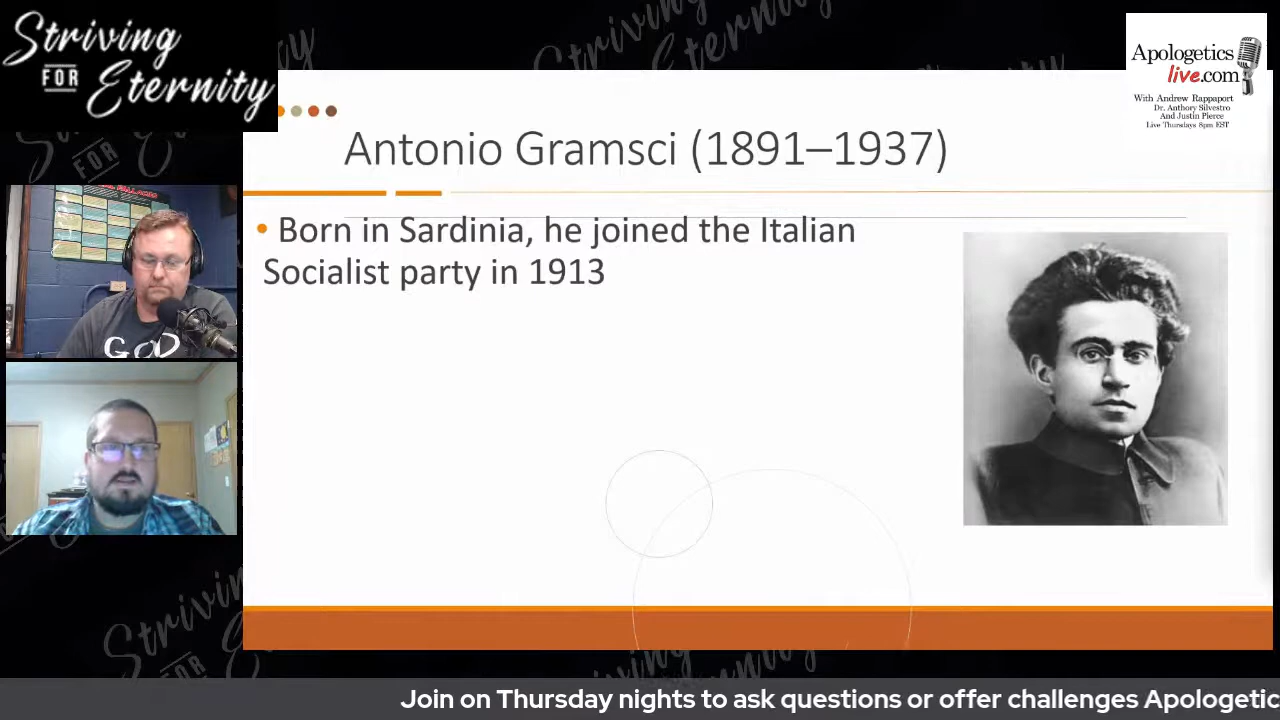 Striving
FOR
Eternity
Apologetics
live.com
With Andrew Rappaport
Dr. Anthony Silvestro
And Justin Pierce
Live Thursdays 8pm EST
Antonio Gramsci (1891–1937)
• Born in Sardinia, he joined the Italian
Socialist party in 1913
GOD
Join on Thursday nights to ask questions or offer challenges Apologetic